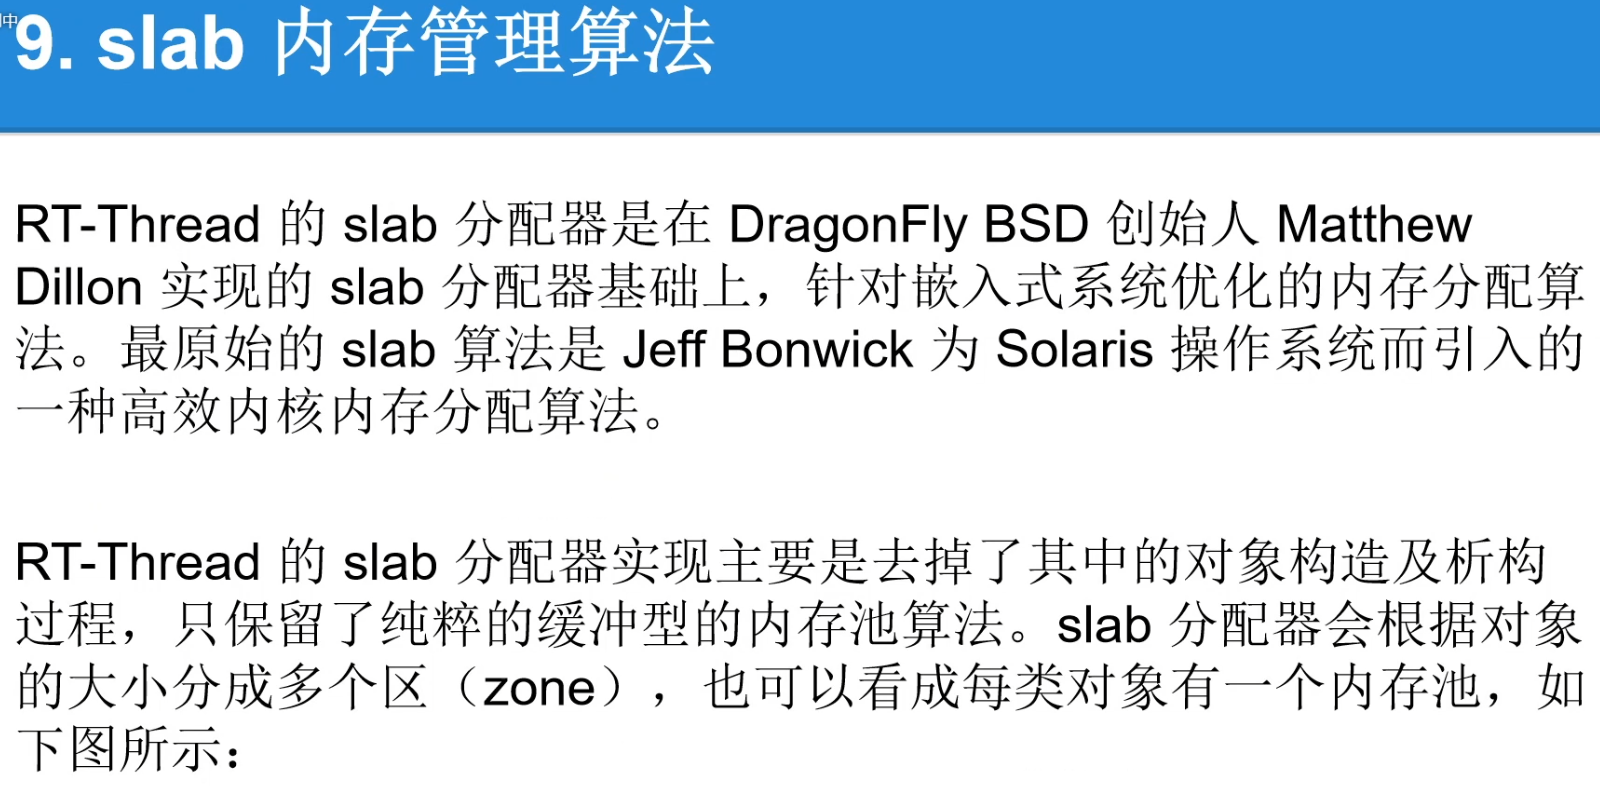 中
9. slab 内存管理算法
RT-Thread 的 slab 分配器是在 DragonFly BSD 创始人 Matthew
Dillon 实现的 slab 分配器基础上，针对嵌入式系统优化的内存分配算
法。最原始的 slab 算法是 Jeff Bonwick 为 Solaris 操作系统而引入的
一种高效内核内存分配算法。
RT-Thread 的 slab 分配器实现主要是去掉了其中的对象构造及析构
过程，只保留了纯粹的缓冲型的内存池算法。slab 分配器会根据对象
的大小分成多个区（zone），也可以看成每类对象有一个内存池，如
下图所示：